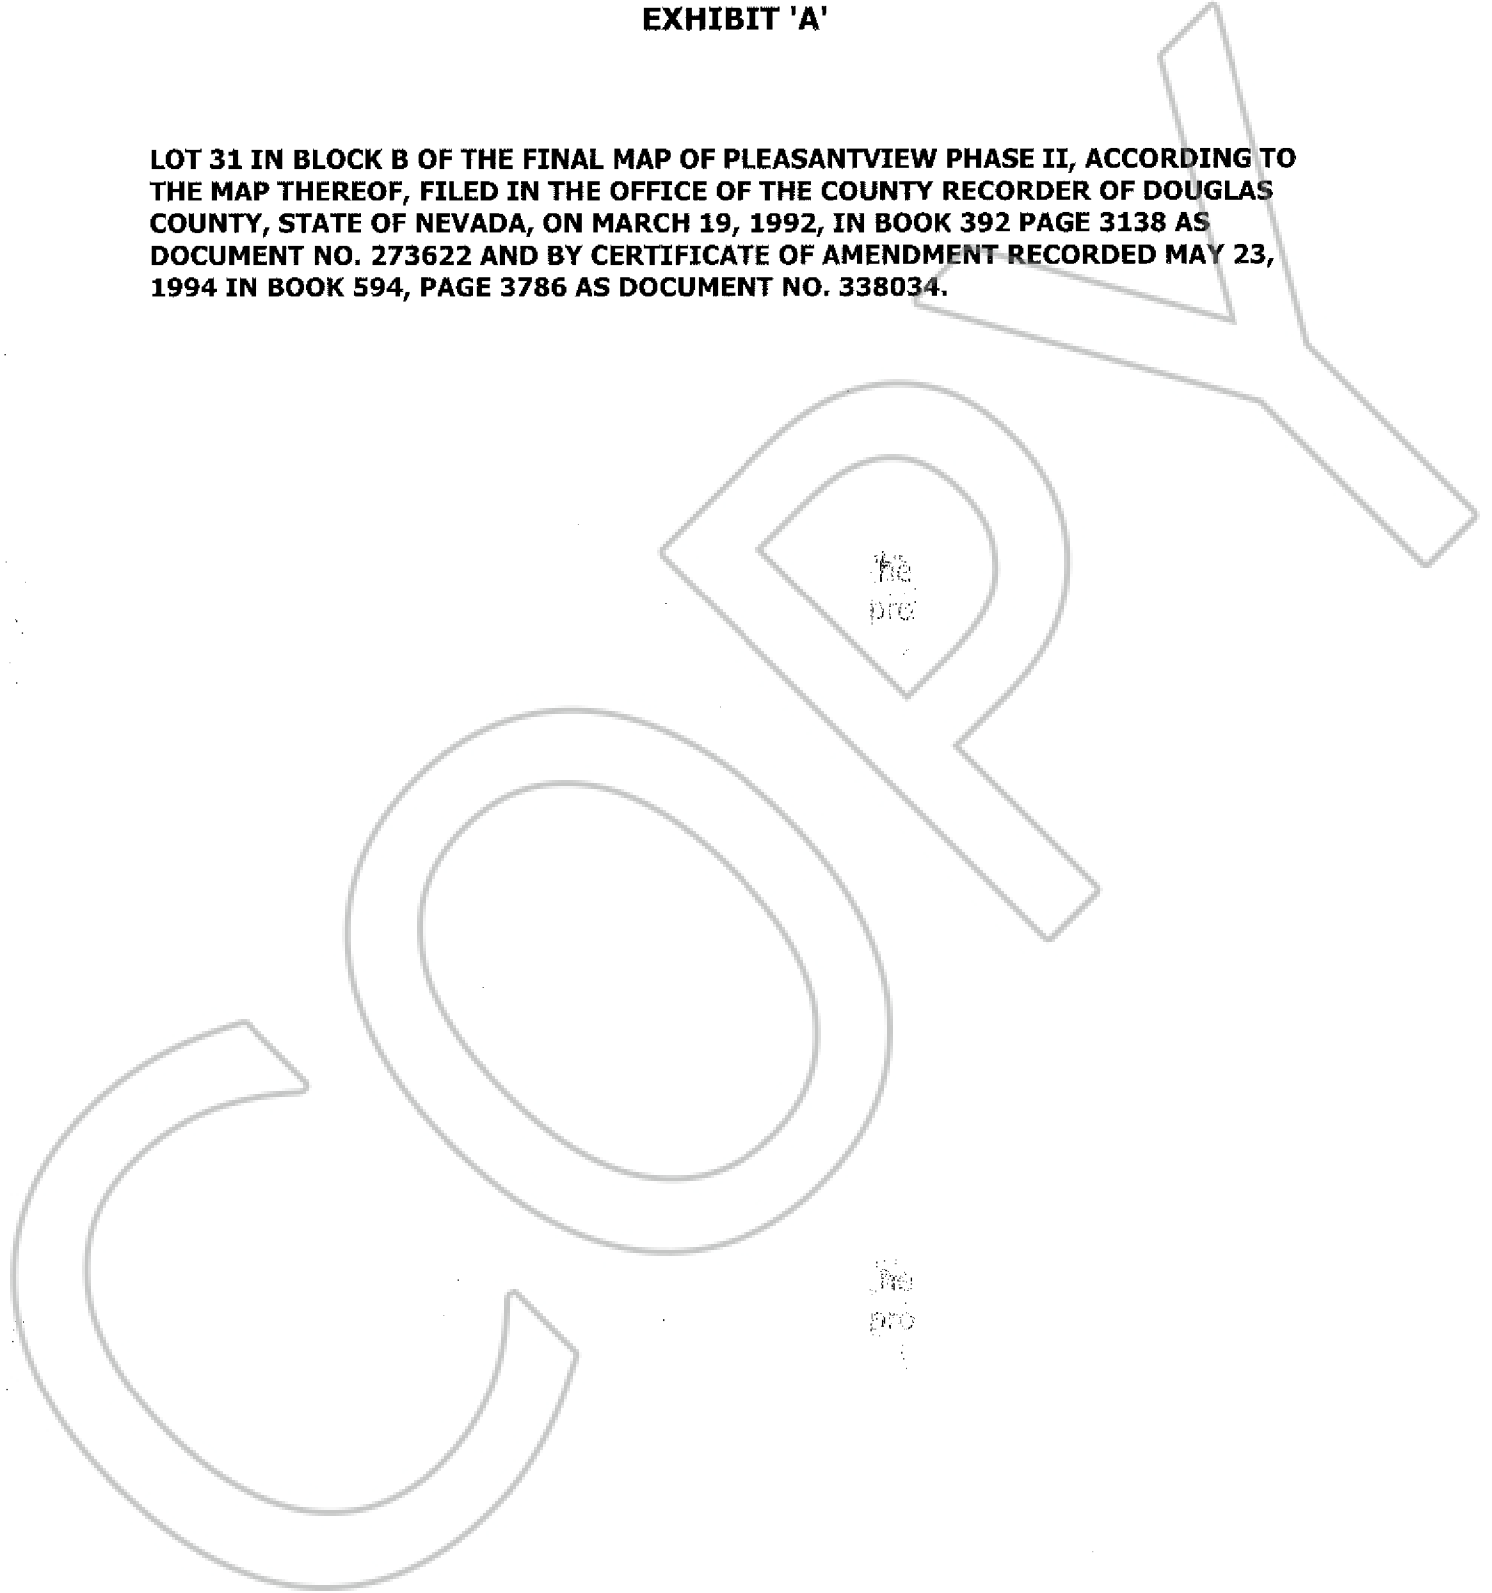 EXHIBIT 'A'
LOT 31 IN BLOCK B OF THE FINAL MAP OF PLEASANTVIEW PHASE II, ACCORDING TO
THE MAP THEREOF, FILED IN THE OFFICE OF THE COUNTY RECORDER OF DOUGLAS
COUNTY, STATE OF NEVADA, ON MARCH 19, 1992, IN BOOK 392 PAGE 3138 AS
DOCUMENT NO. 273622 AND BY CERTIFICATE OF AMENDMENT RECORDED MAY 23,
1994 IN BOOK 594, PAGE 3786 AS DOCUMENT NO. 338034.
COPY